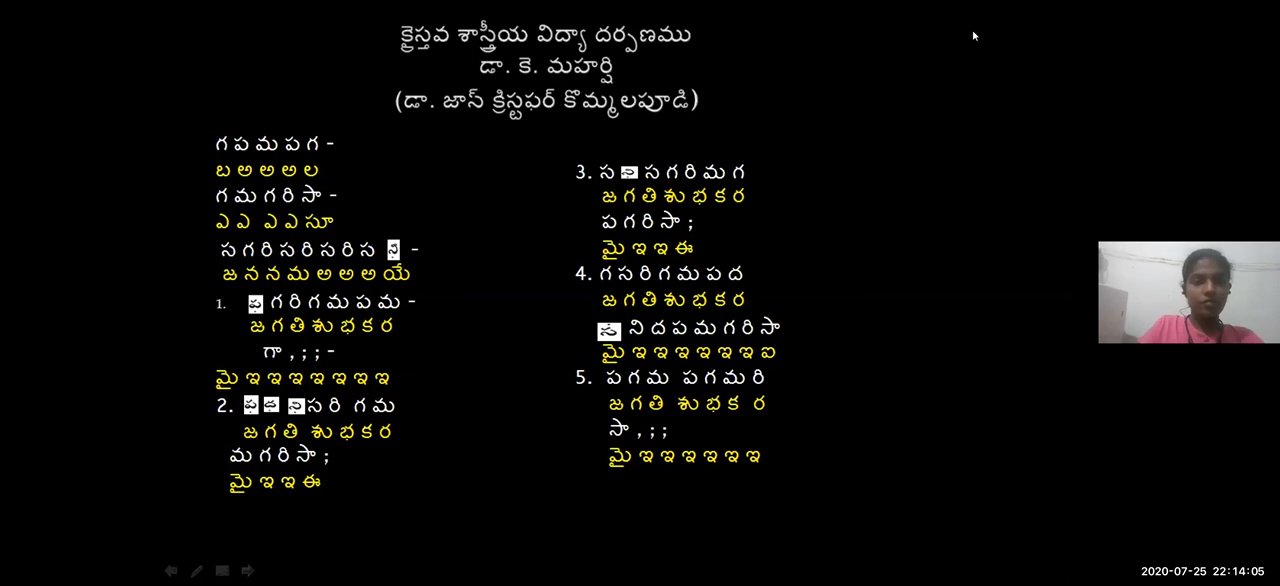 క్రైస్తవ శాస్త్రీయ విద్యా దర్పణము
డా. కె. మహర్షి
(డా. జాస్ క్రిస్టఫర్ కొమ్మలపూడి)
గ ప మ ప గ -
బ అ అ అ ల
గ మ గ రి సా -
ఎ ఎ ఎ ఎ సూ
స గ రి స రి స రి స ని -
జ న న మ అ అ అ యే
1. ప గ రి గ మ ప మ -
జ గ తి శు భ క ర
గా , ; ; -
మై ఇ ఇ ఇ ఇ ఇ ఇ ఇ
2. ప ద ని స రి గ మ
జ గ తి శు భ క ర
మ గ రి సా ;
మై ఇ ఇ ఈ
3. స ని స గ రి మ గ
జ గ తి శు భ క ర
ప గ రి సా ;
మై ఇ ఇ ఈ
4. గ స రి గ మ ప ద
జ గ తి శు భ క ర
స ని ద ప మ గ రి సా
మై ఇ ఇ ఇ ఇ ఇ ఇ ఐ
5. ప గ మ ప గ మ రి
జ గ తి శు భ క ర
సా , ; ;
మై ఇ ఇ ఇ ఇ ఇ ఇ
2020-07-25 22:14:05